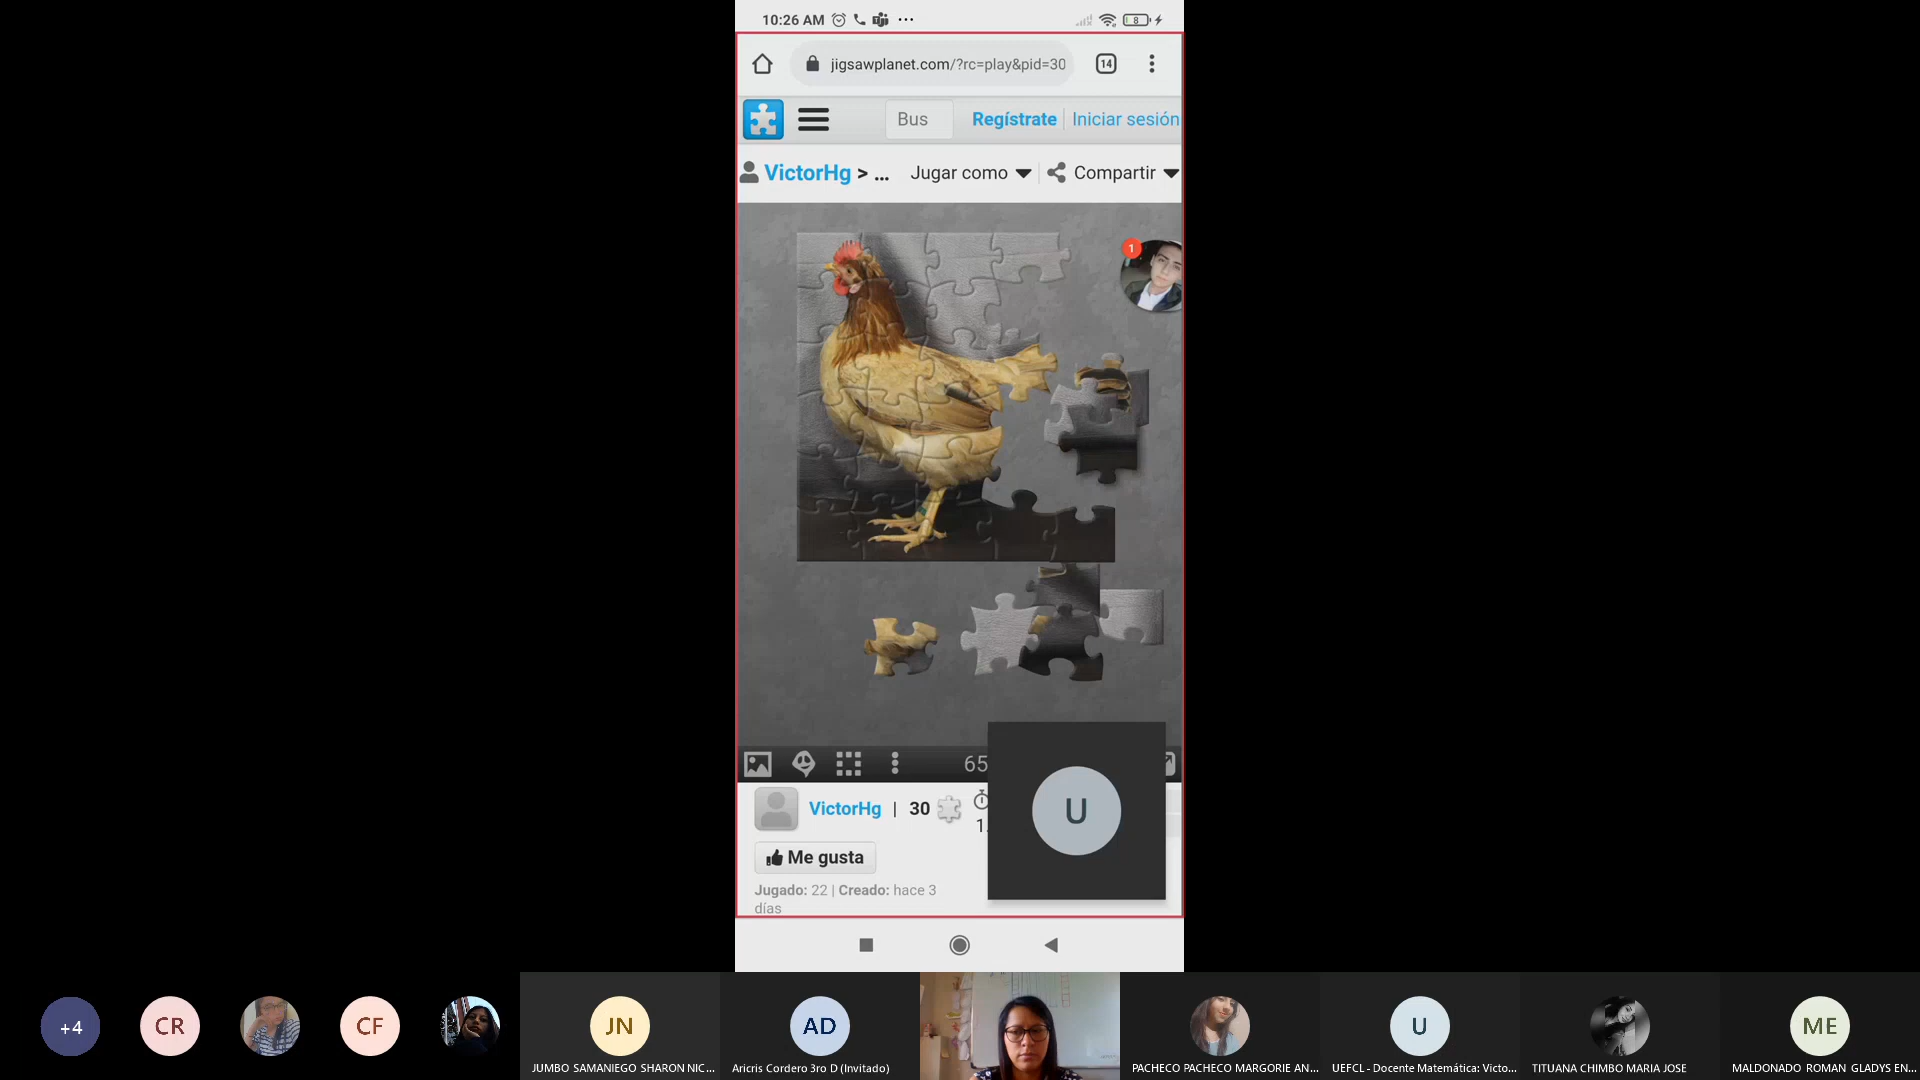 10:26 AM
8
jigsawplanet.com/?rc=play&pid=30
14
Bus
Regístrate
Iniciar sesión
VictorHg > ...
Jugar como
Compartir
1
65
VictorHg | 30
1.
U
Me gusta
Jugado: 22 | Creado: hace 3
días
+4
CR
CF
JN
JUMBO SAMANIEGO SHARON NIC...
AD
Aricris Cordero 3ro D (Invitado)
PACHECO PACHECO MARGORIE AN...
U
UEFCL - Docente Matemática: Victo...
TITUANA CHIMBO MARIA JOSE
ME
MALDONADO ROMAN GLADYS EN...